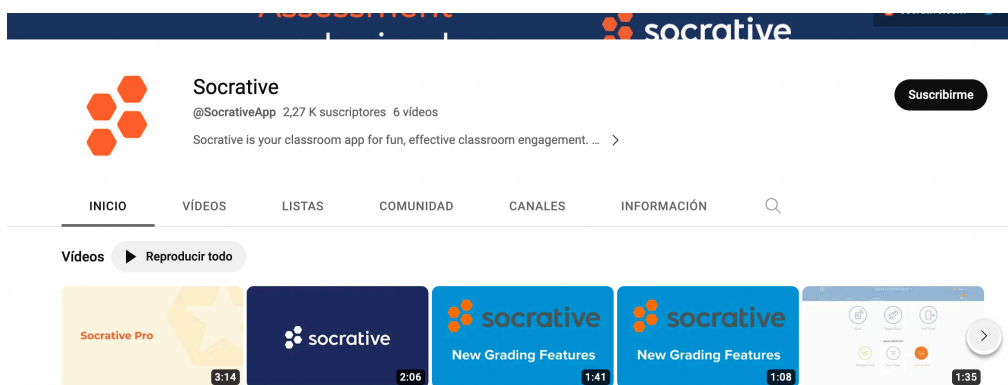 Assessment
socrative
Socrative
@SocrativeApp 2,27 K suscriptores 6 vídeos
Suscribirme
Socrative is your classroom app for fun, effective classroom engagement. ...
INICIO VÍDEOS LISTAS COMUNIDAD CANALES INFORMACIÓN
Vídeos Reproducir todo
Socrative Pro
3:14
socrative
2:06
socrative
New Grading Features
1:41
socrative
New Grading Features
1:08
1:35